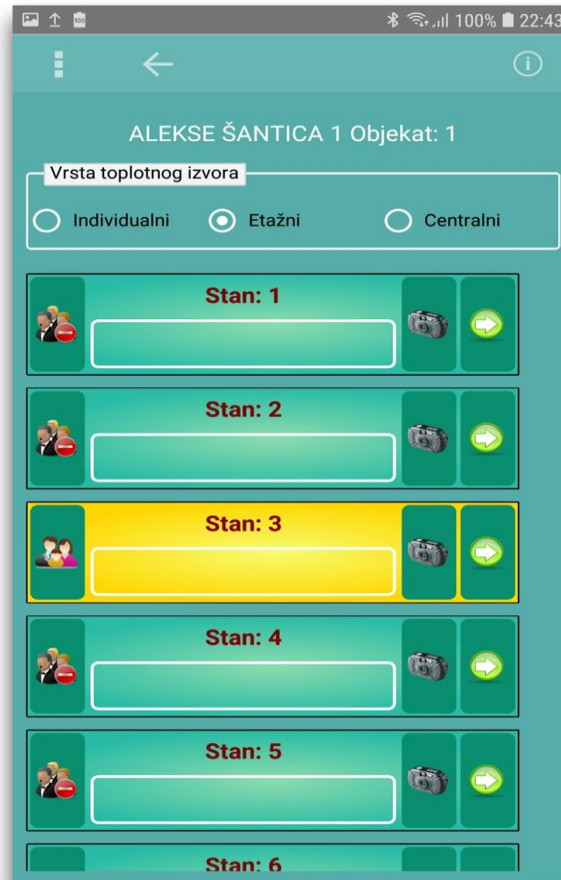 100% 22:43
ALEKSE ŠANTICA 1 Objekat: 1
Vrsta toplotnog izvora
Individualni Etažni Centralni
Stan: 1
Stan: 2
Stan: 3
Stan: 4
Stan: 5
Stan: 6